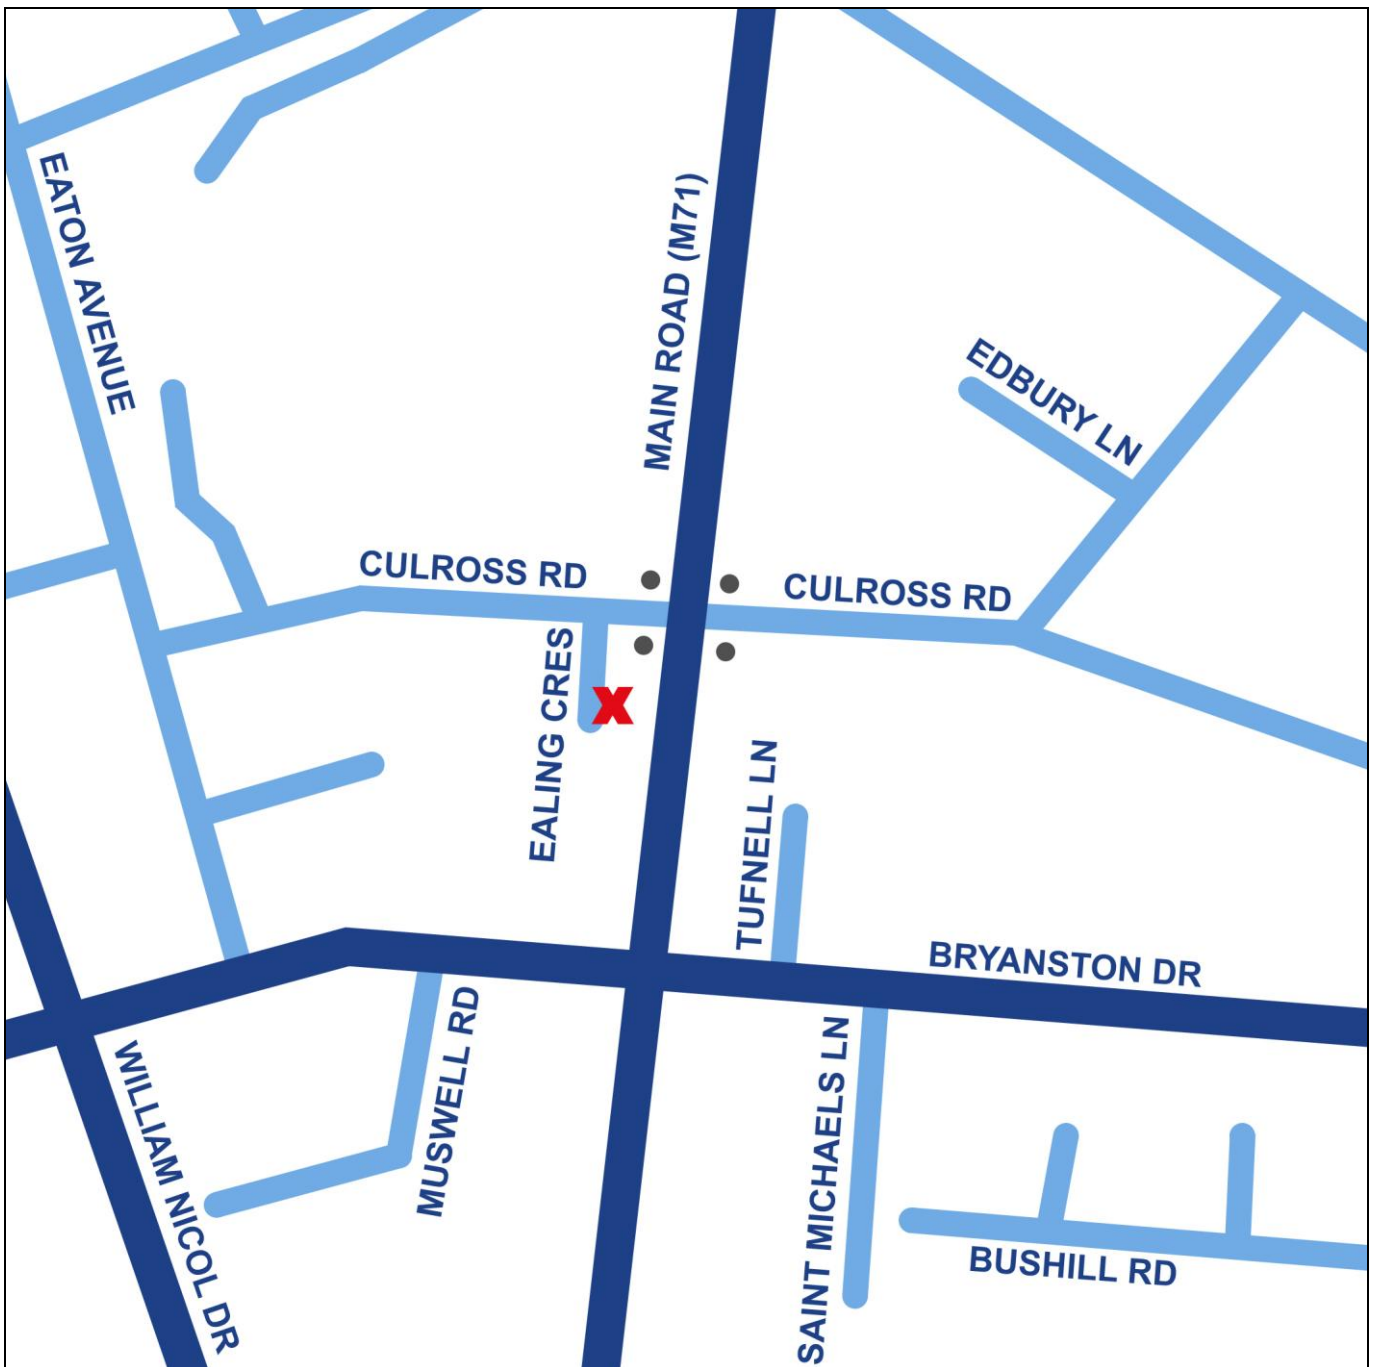 EATON AVENUE
MAIN ROAD (M71)
EDBURY LN
CULROSS RD
CULROSS RD
EALING CRES
X
TUFNELL LN
BRYANSTON DR
WILLIAM NICOL DR
MUSWELL RD
SAINT MICHAELS LN
BUSHILL RD